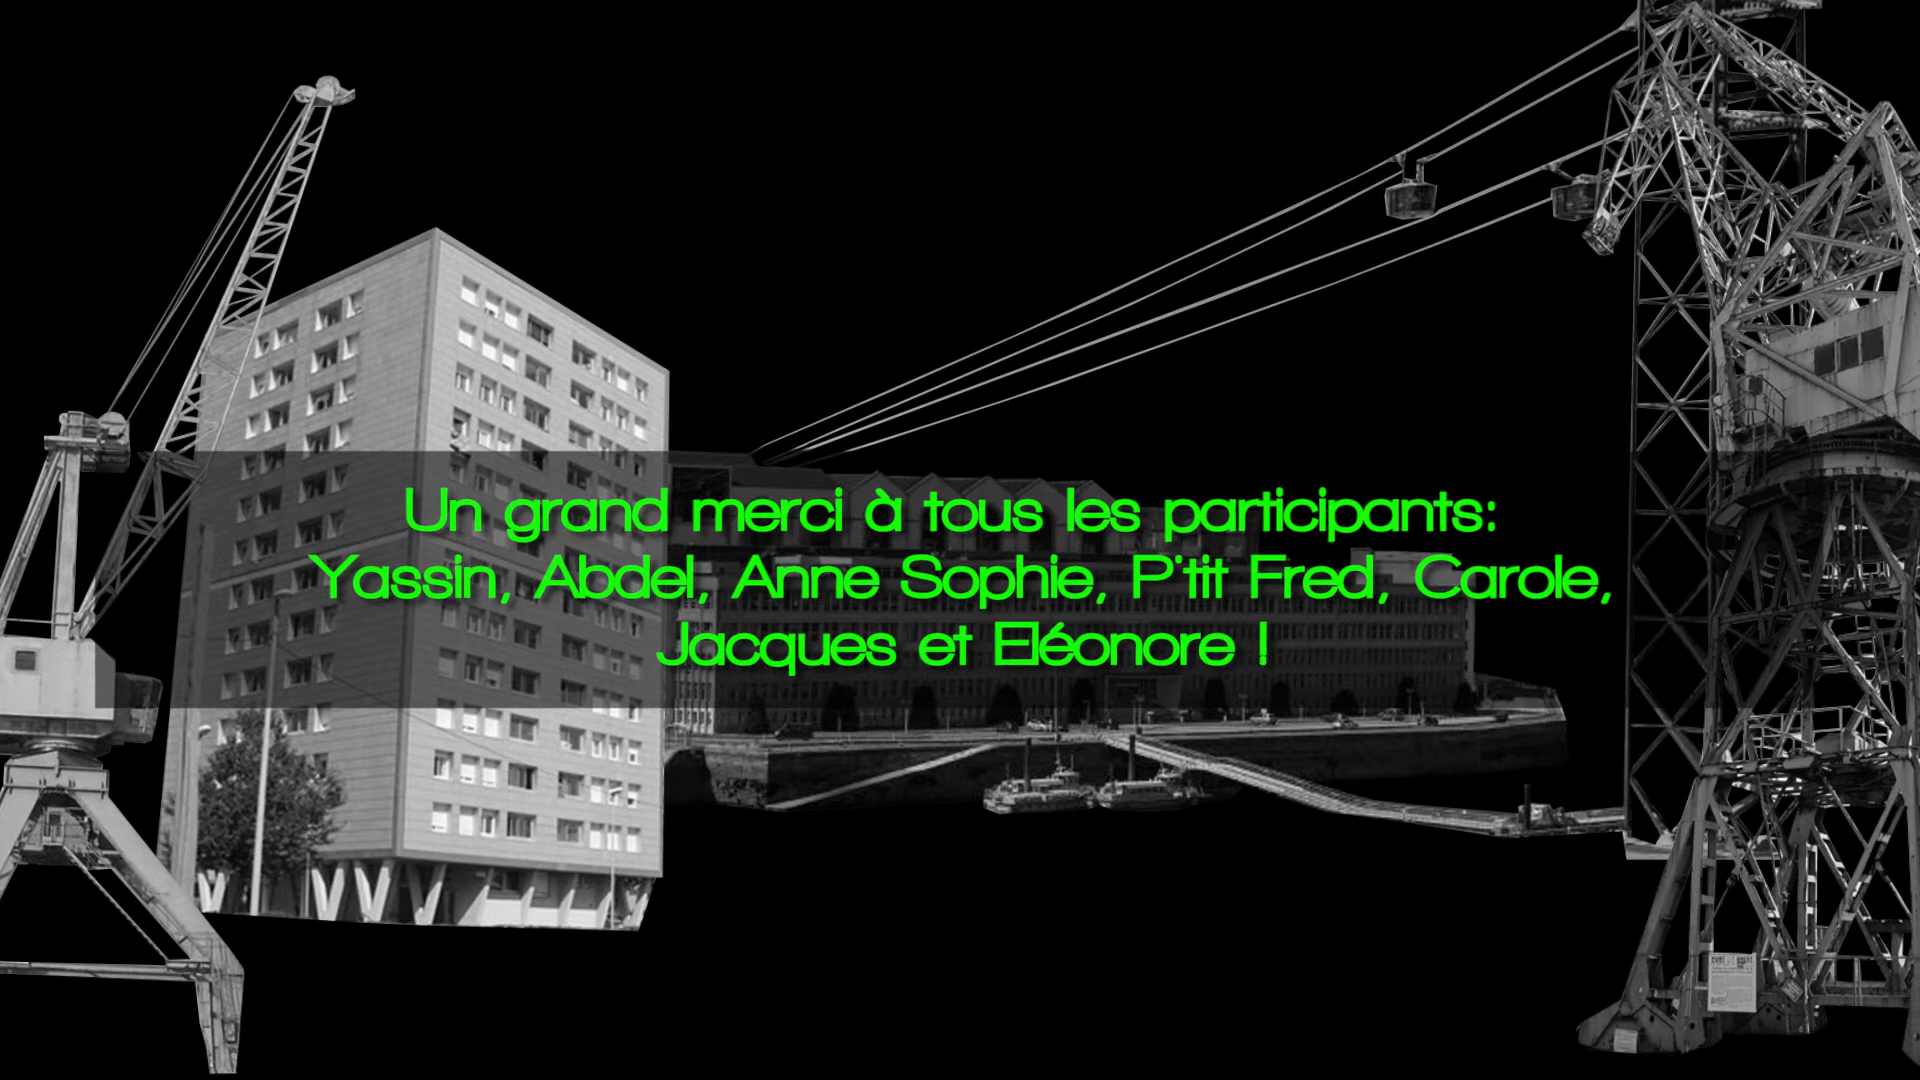 Un grand merci à tous les participants:
Yassin, Abdel, Anne Sophie, P'tit Fred, Carole,
Jacques et Eléonore !